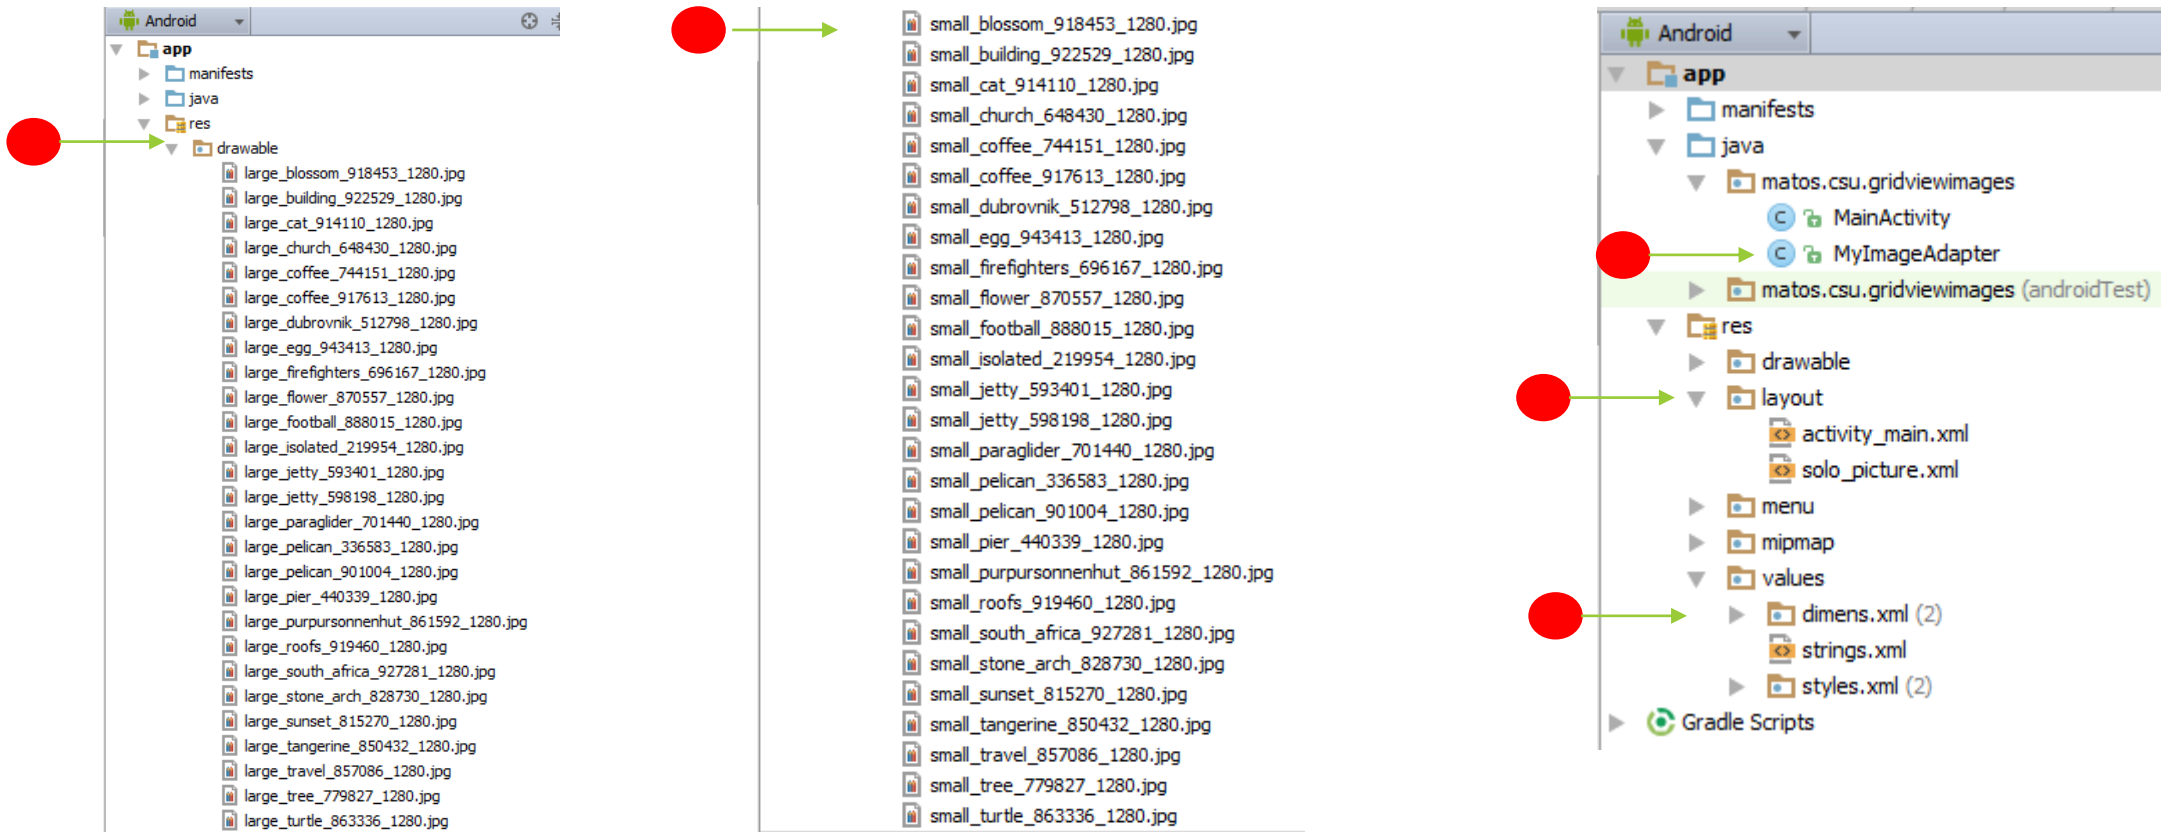 Android
app
manifests
java
res
drawable
large_blossom_918453_1280.jpg
large_building_922529_1280.jpg
large_cat_914110_1280.jpg
large_church_648430_1280.jpg
large_coffee_744151_1280.jpg
large_coffee_917613_1280.jpg
large_dubrovnik_512798_1280.jpg
large_egg_943413_1280.jpg
large_firefighters_696167_1280.jpg
large_flower_870557_1280.jpg
large_football_888015_1280.jpg
large_isolated_219954_1280.jpg
large_jetty_593401_1280.jpg
large_jetty_598198_1280.jpg
large_paraglider_701440_1280.jpg
large_pelican_336583_1280.jpg
large_pelican_901004_1280.jpg
large_pier_440339_1280.jpg
large_purpursonnenhut_861592_1280.jpg
large_roofs_919460_1280.jpg
large_south_africa_927281_1280.jpg
large_stone_arch_828730_1280.jpg
large_sunset_815270_1280.jpg
large_tangerine_850432_1280.jpg
large_travel_857086_1280.jpg
large_tree_779827_1280.jpg
large_turtle_863336_1280.jpg
small_blossom_918453_1280.jpg
small_building_922529_1280.jpg
small_cat_914110_1280.jpg
small_church_648430_1280.jpg
small_coffee_744151_1280.jpg
small_coffee_917613_1280.jpg
small_dubrovnik_512798_1280.jpg
small_egg_943413_1280.jpg
small_firefighters_696167_1280.jpg
small_flower_870557_1280.jpg
small_football_888015_1280.jpg
small_isolated_219954_1280.jpg
small_jetty_593401_1280.jpg
small_jetty_598198_1280.jpg
small_paraglider_701440_1280.jpg
small_pelican_336583_1280.jpg
small_pelican_901004_1280.jpg
small_pier_440339_1280.jpg
small_purpursonnenhut_861592_1280.jpg
small_roofs_919460_1280.jpg
small_south_africa_927281_1280.jpg
small_stone_arch_828730_1280.jpg
small_sunset_815270_1280.jpg
small_tangerine_850432_1280.jpg
small_travel_857086_1280.jpg
small_tree_779827_1280.jpg
small_turtle_863336_1280.jpg
Android
app
manifests
java
matos.csu.gridviewimages
C MainActivity
C MyImageAdapter
matos.csu.gridviewimages (androidTest)
res
drawable
layout
activity_main.xml
solo_picture.xml
menu
mipmap
values
dimens.xml (2)
strings.xml
styles.xml (2)
Gradle Scripts